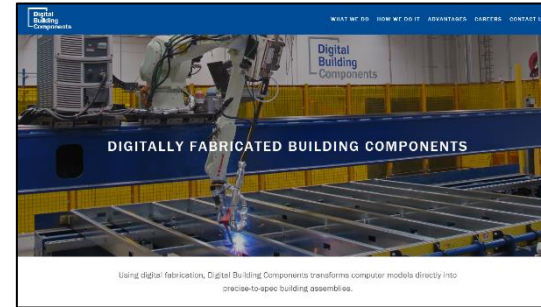 Digital
Building
Components
WHAT WE DO HOW WE DO IT ADVANTAGES CAREERS CONTACT U
Digital
Building
Components
DIGITALLY FABRICATED BUILDING COMPONENTS
Using digital fabrication, Digital Building Components transforms computer models directly into
precise-to-spec building assemblies.